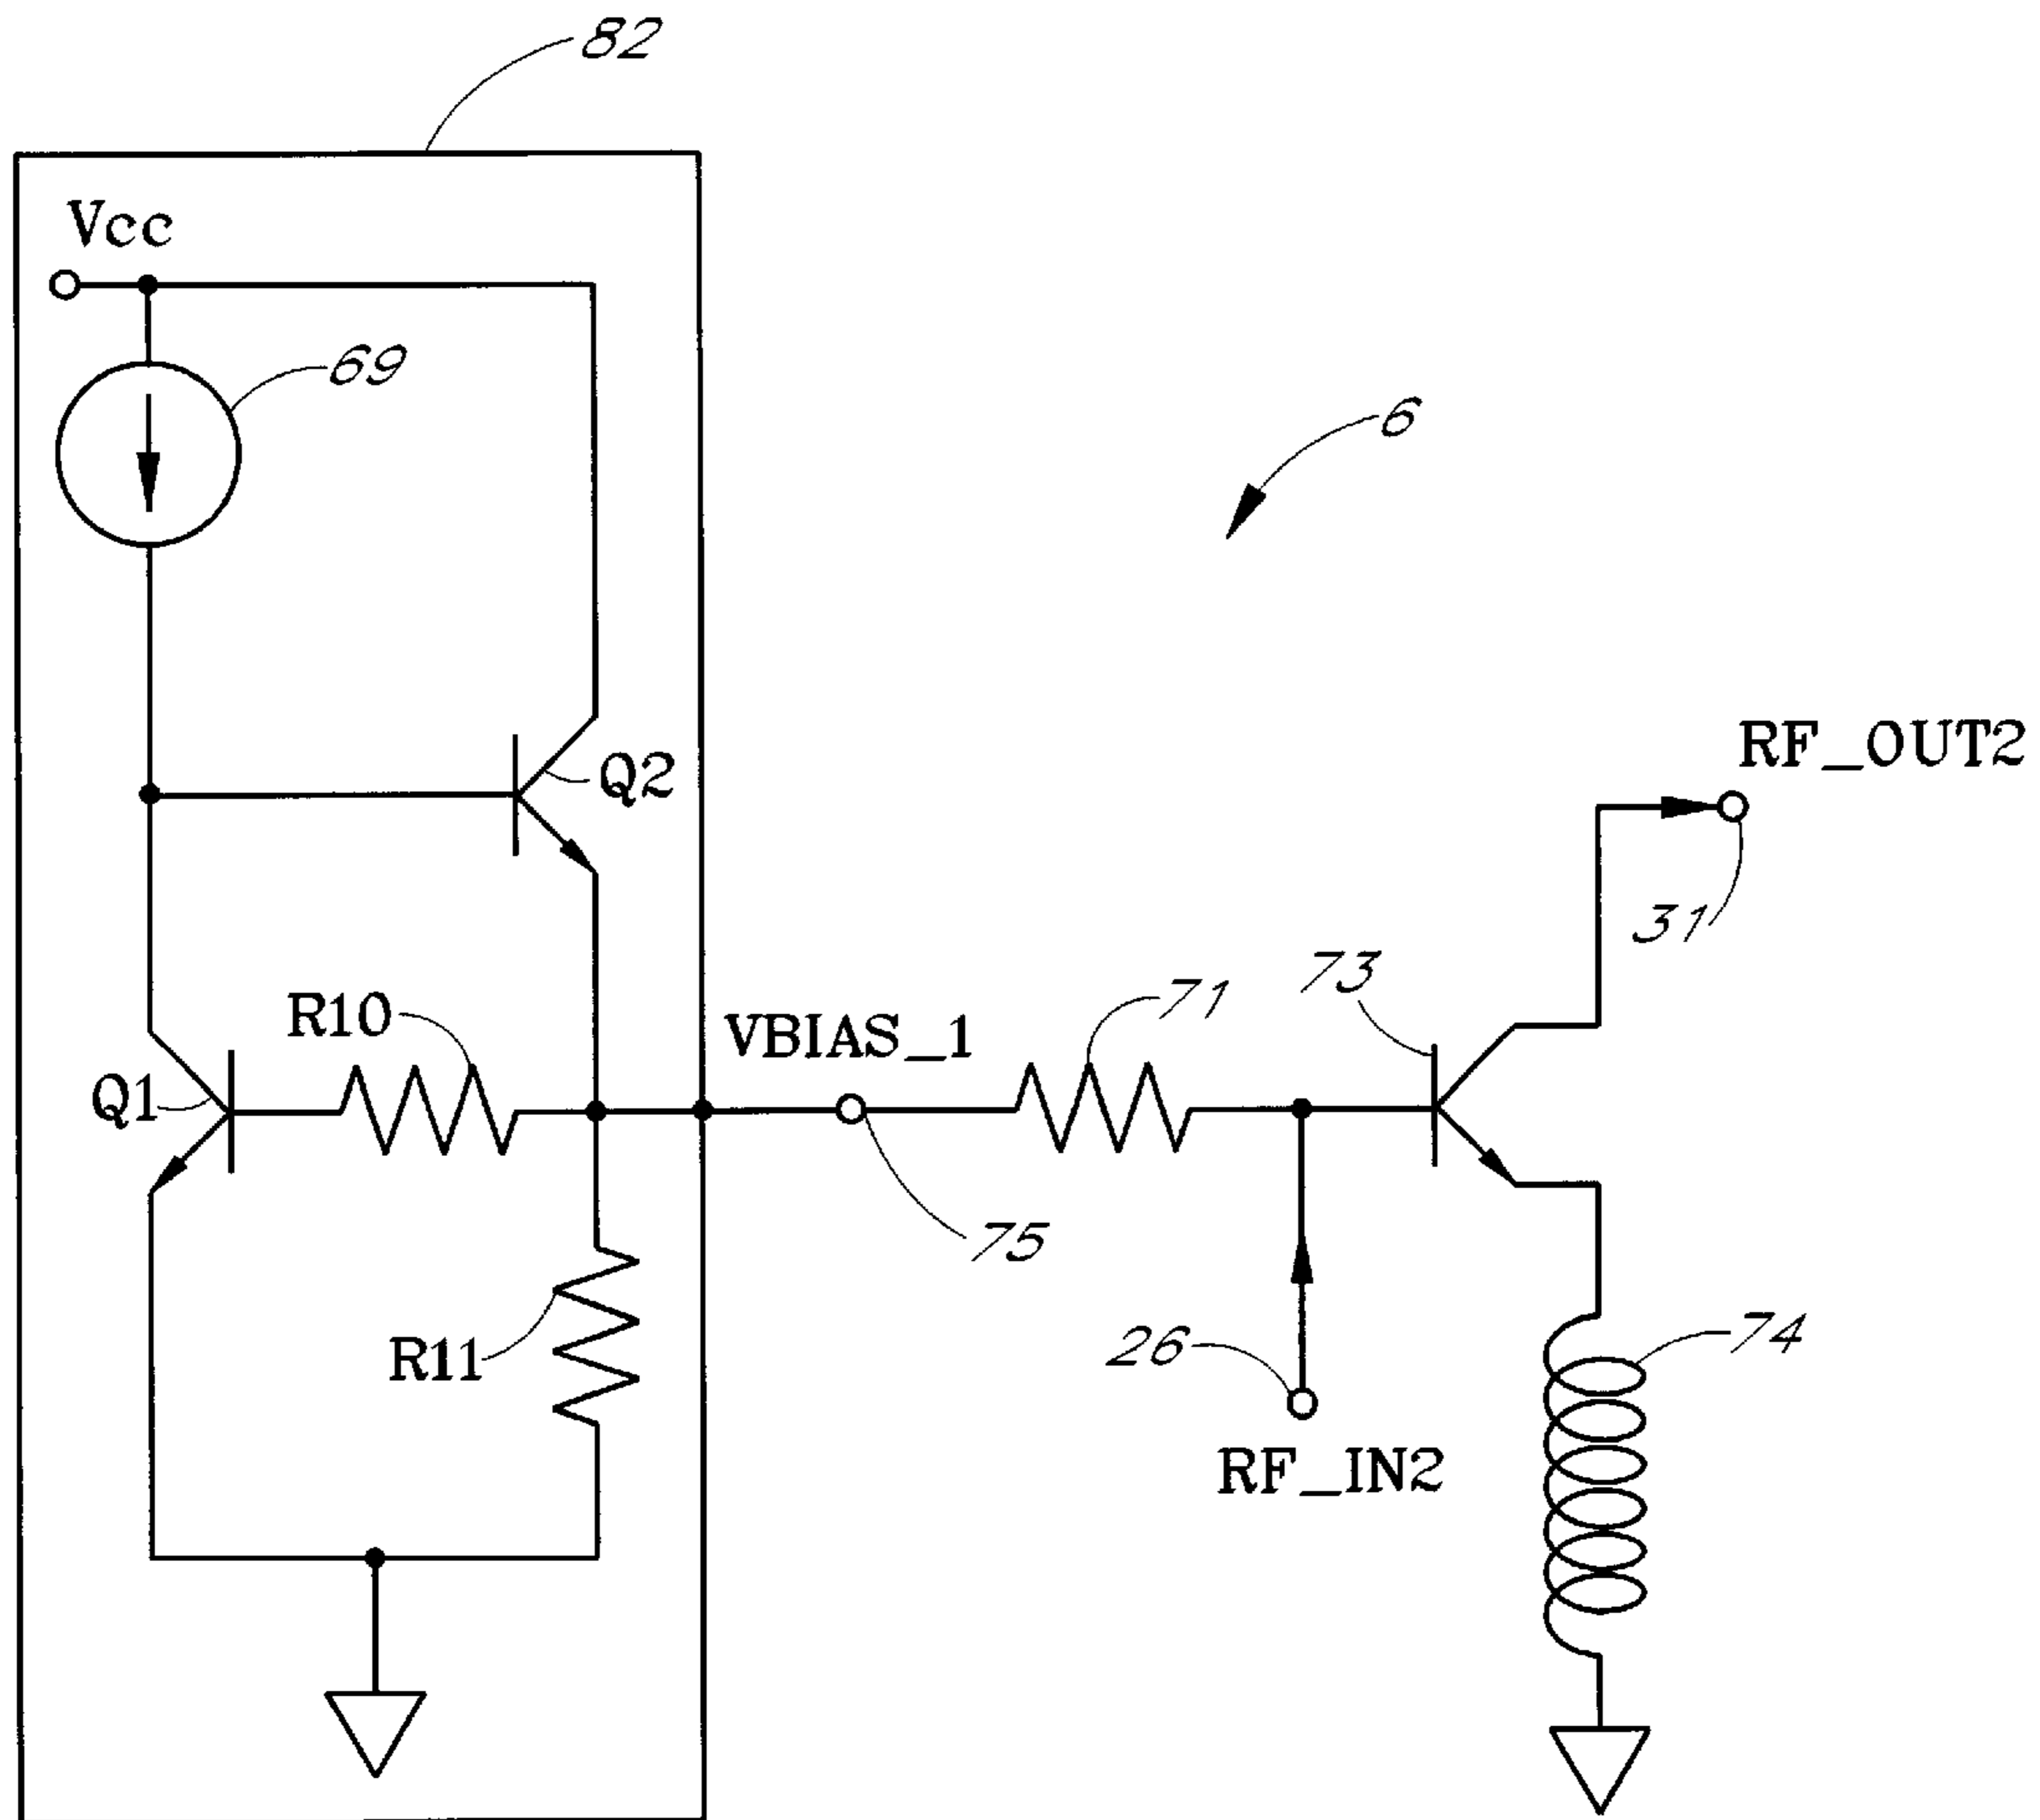 82
Vcc
69
6
Q2
RF_OUT2
31
73
71
R10
VBIAS_1
Q1
75
74
26
R11
RF_IN2